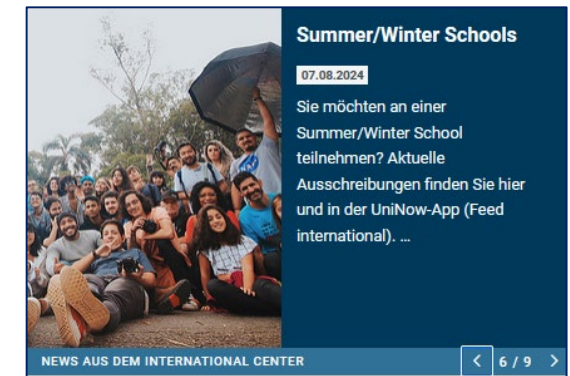 Summer/Winter Schools
07.08.2024
Sie möchten an einer
Summer/Winter School
teilnehmen? Aktuelle
Ausschreibungen finden Sie hier
und in der UniNow-App (Feed
international). ...
NEWS AUS DEM INTERNATIONAL CENTER
< 6 / 9 >